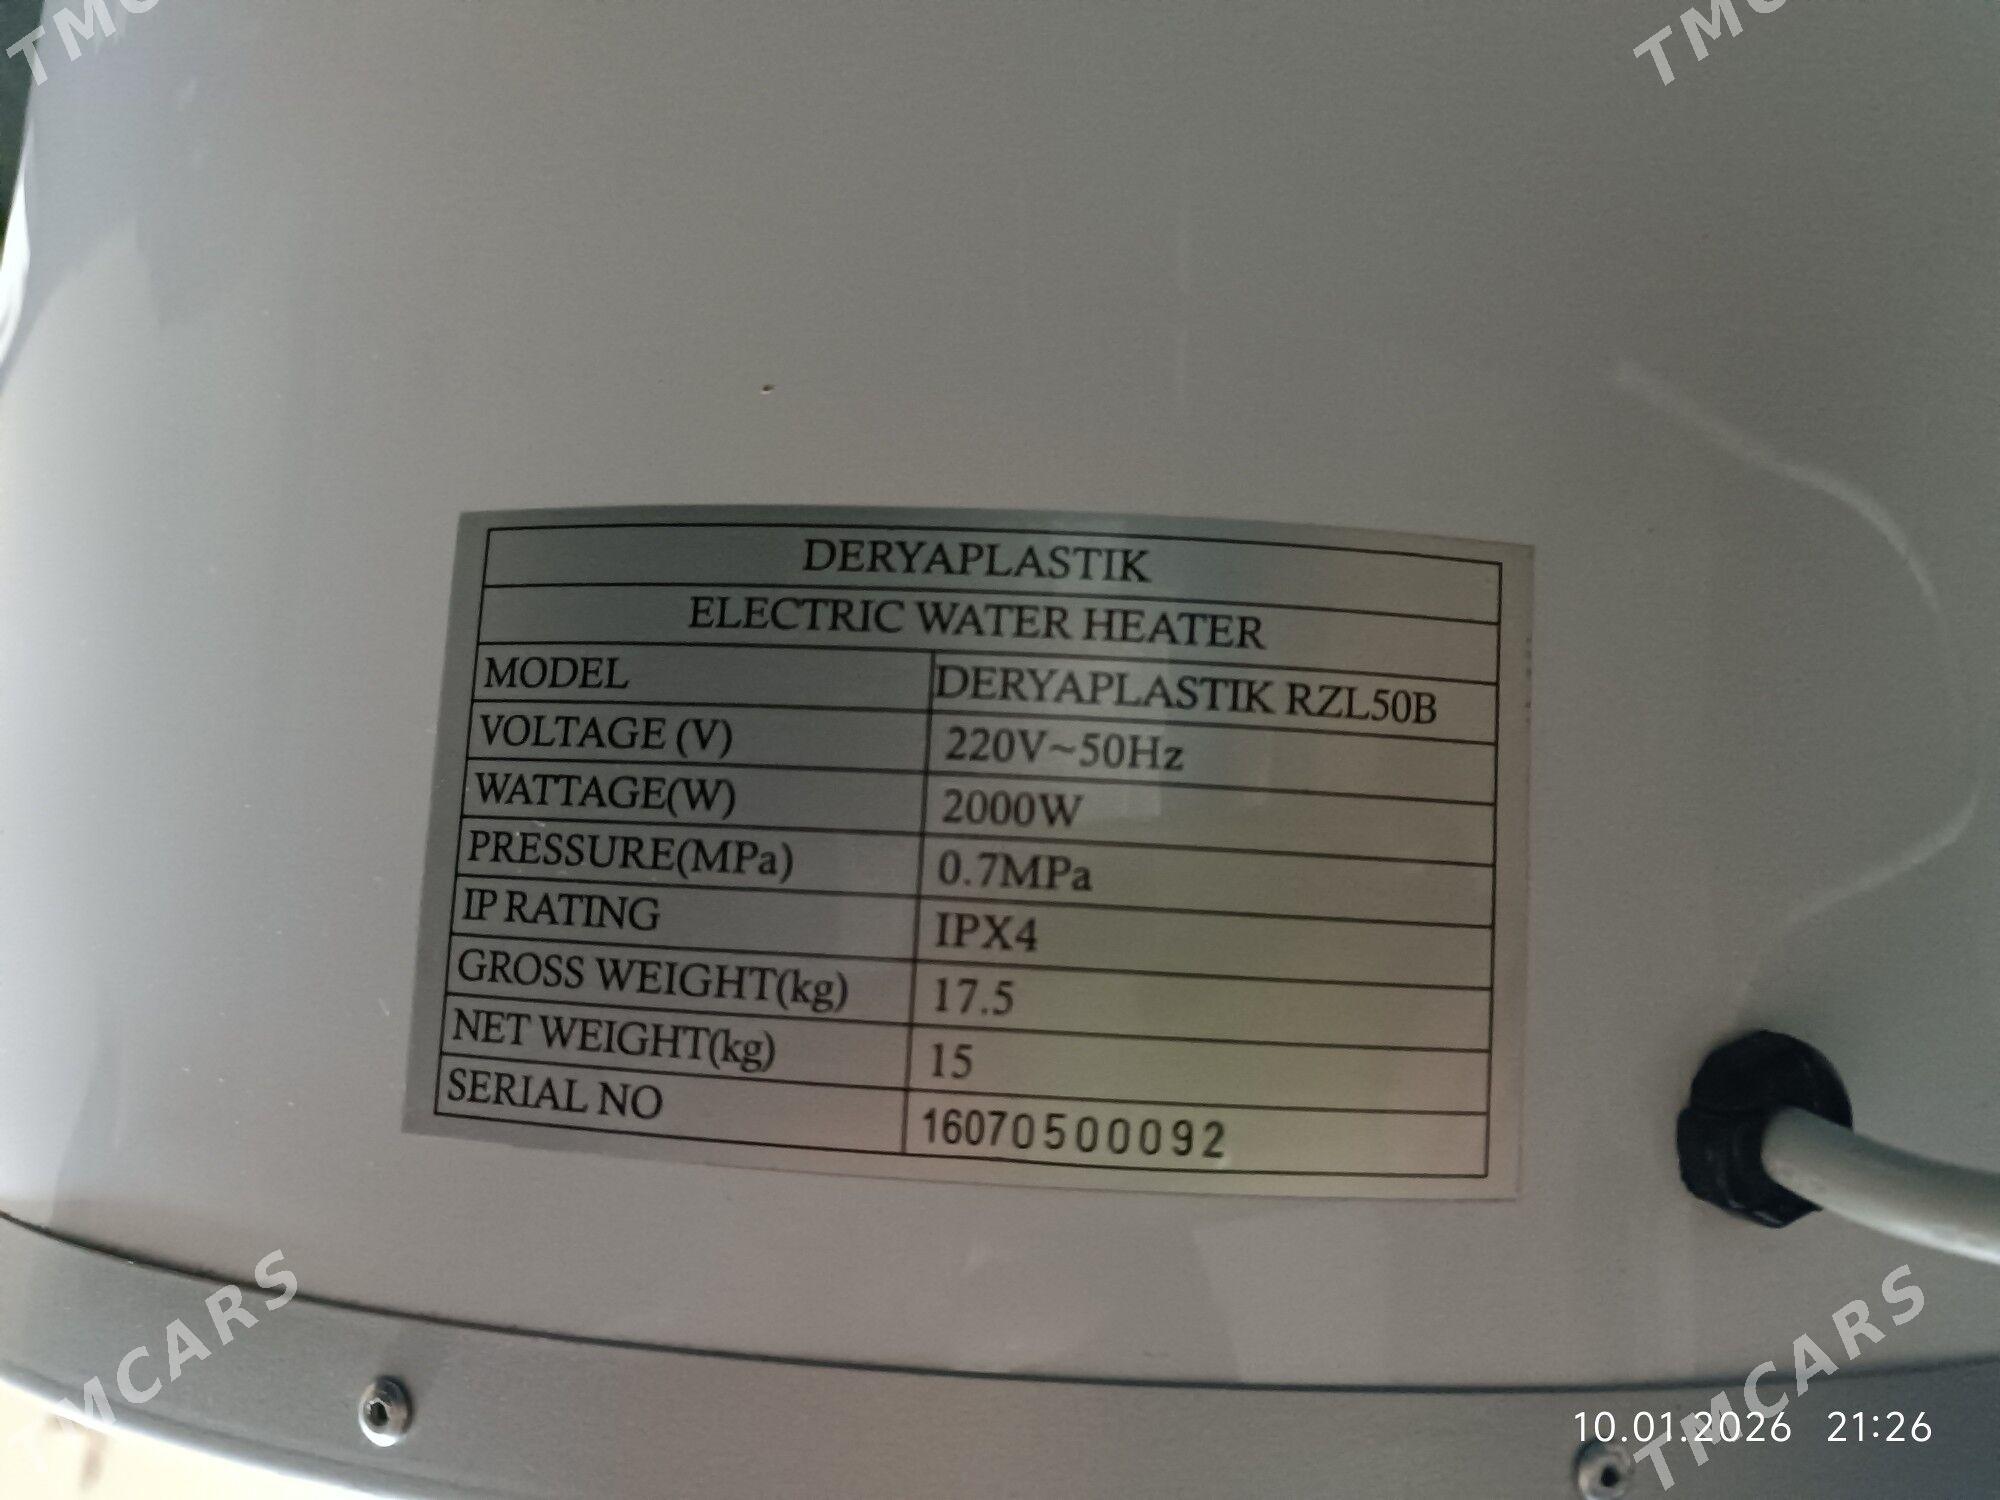 TMC
TMC
DERYAPLASTIK
ELECTRIC WATER HEATER
MODEL DERYAPLASTIK RZL50B
VOLTAGE (V) 220V~50Hz
WATTAGE(W) 2000W
PRESSURE(MPa) 0.7MPa
IP RATING IPX4
GROSS WEIGHT(kg) 17.5
NET WEIGHT(kg) 15
SERIAL NO 16070500092
TMCARS
TMCARS
10.01.2026 21:26